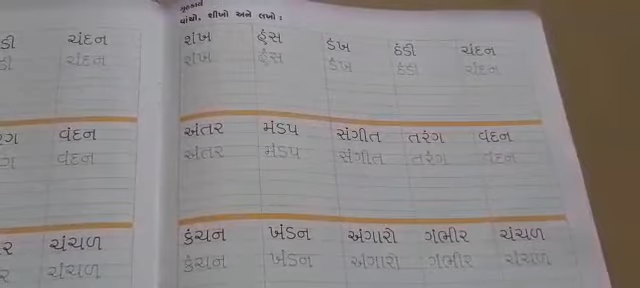 ગૃહકાર્ય
વાંચો, શીખો અને લખો :
ડી ચંદન
ડી ચંદન
રંગ વંદન
ગ વંદન
ર ચંચળ
ર ચંચળ
શંખ હંસ ડંખ ઠંડી ચંદન
શંખ હંસ ડંખ ઠંડી ચંદન
અંતર મંડપ સંગીત તરંગ વંદન
અંતર મંડપ સંગીત તરંગ વંદન
કંચન ખંડન અંગારો ગંભીર ચંચળ
કંચન ખંડન અંગારો ગંભીર ચંચળ